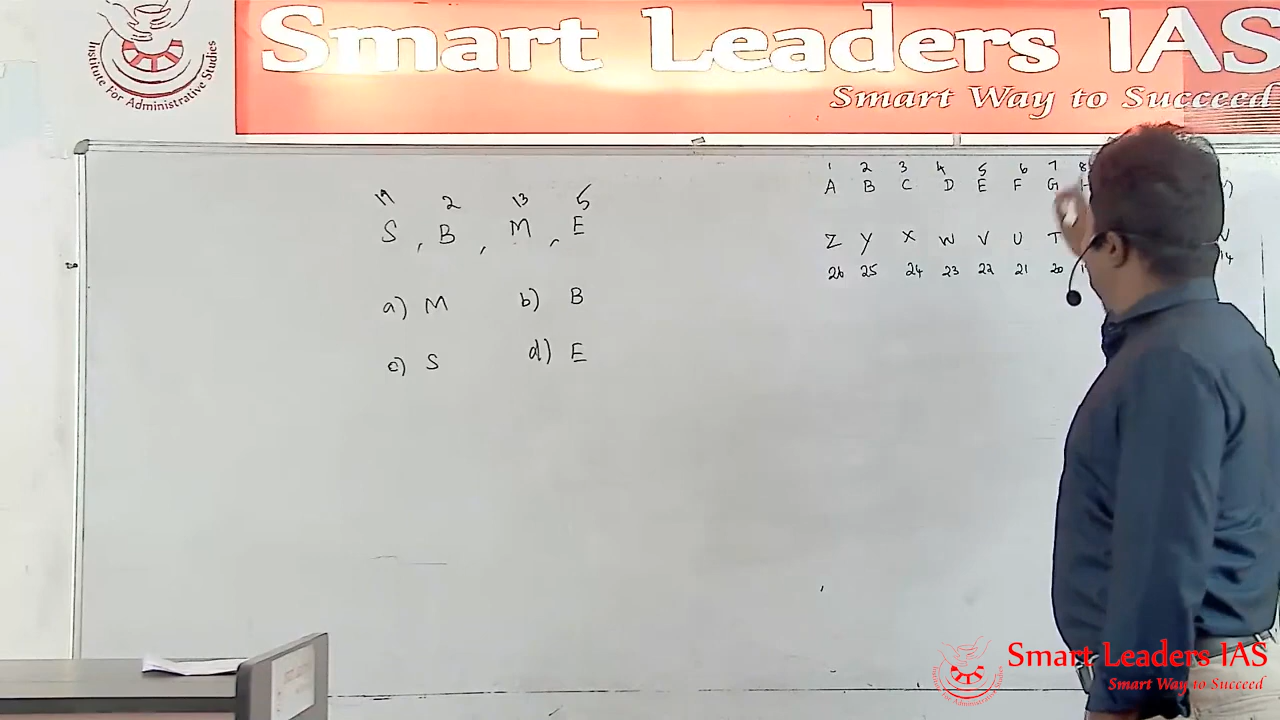 Smart Leaders IAS
Smart Way to Succeed
Institute For Administrative Studies
19 2 13 5
S , B , M , E
a) M b) B
c) S d) E
1 2 3 4 5 6 7 8
A B C D E F G H
Z Y X W V U T
26 25 24 23 22 21 20
14
Smart Leaders IAS
Smart Way to Succeed